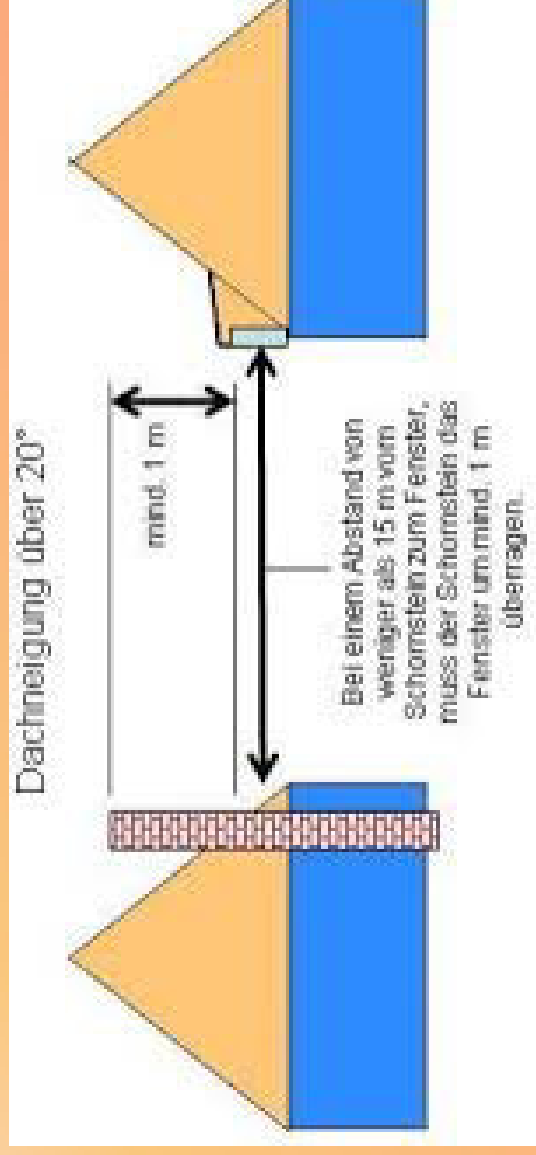 Dachneigung über 20°
mind. 1 m
Bei einem Abstand von
weniger als 15 m vom
Schornstein zum Fenster,
muss der Schornstein das
Fenster um mind. 1 m
überragen.